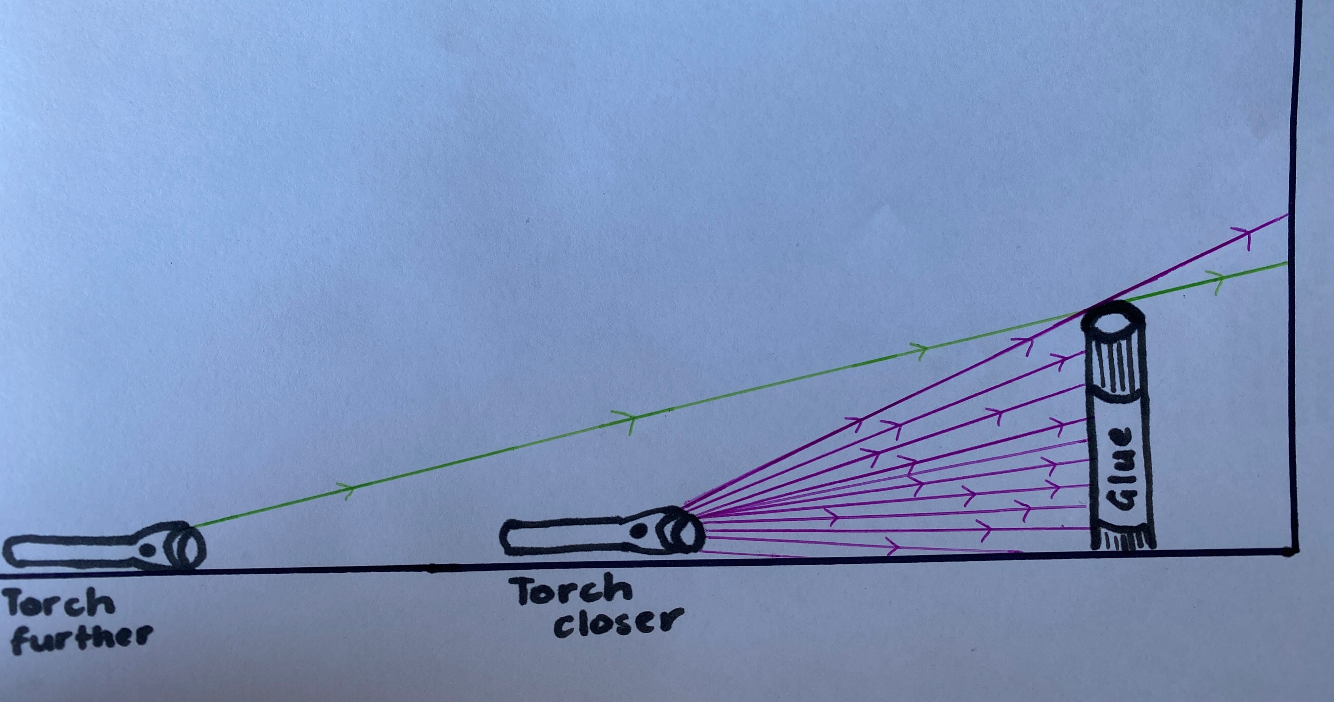 Glue
Torch
further
Torch
closer